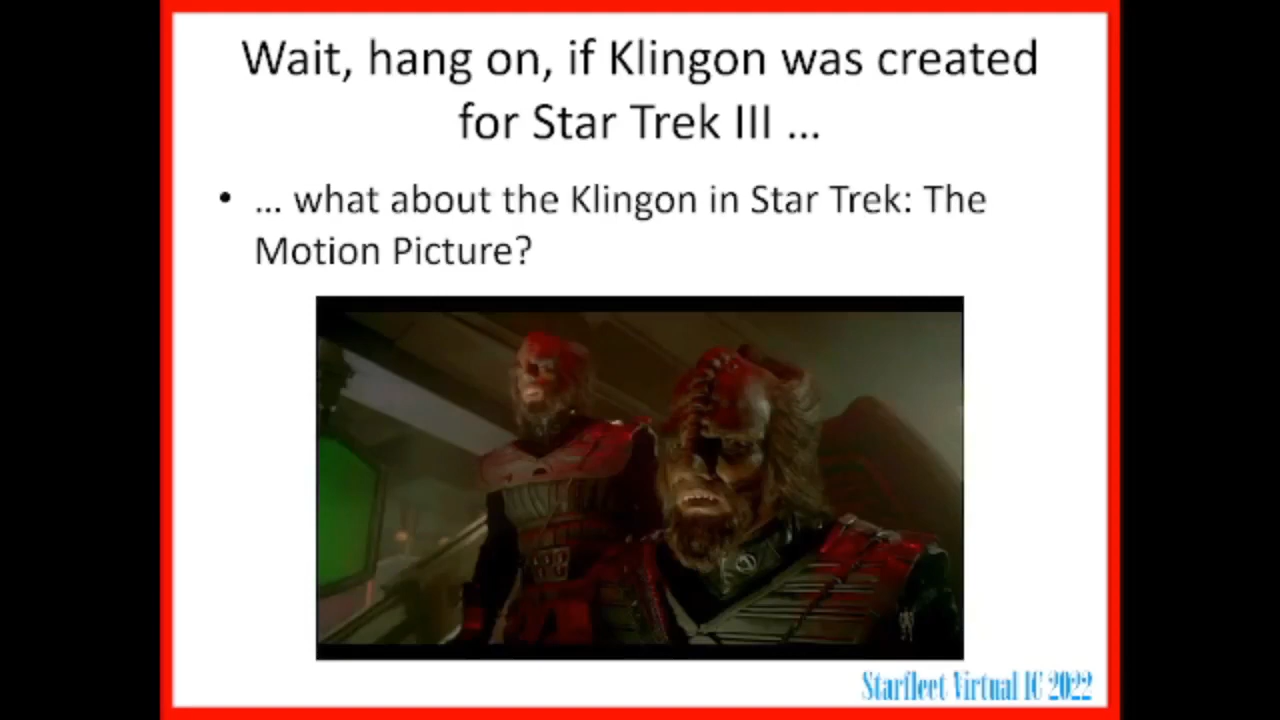 Wait, hang on, if Klingon was created
for Star Trek III ...
• ... what about the Klingon in Star Trek: The
Motion Picture?
Starfleet Virtual IC 2022